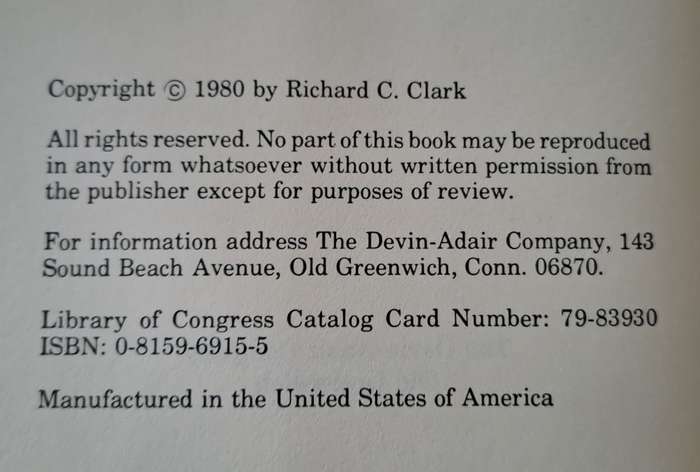 Copyright © 1980 by Richard C. Clark
All rights reserved. No part of this book may be reproduced
in any form whatsoever without written permission from
the publisher except for purposes of review.
For information address The Devin-Adair Company, 143
Sound Beach Avenue, Old Greenwich, Conn. 06870.
Library of Congress Catalog Card Number: 79-83930
ISBN: 0-8159-6915-5
Manufactured in the United States of America